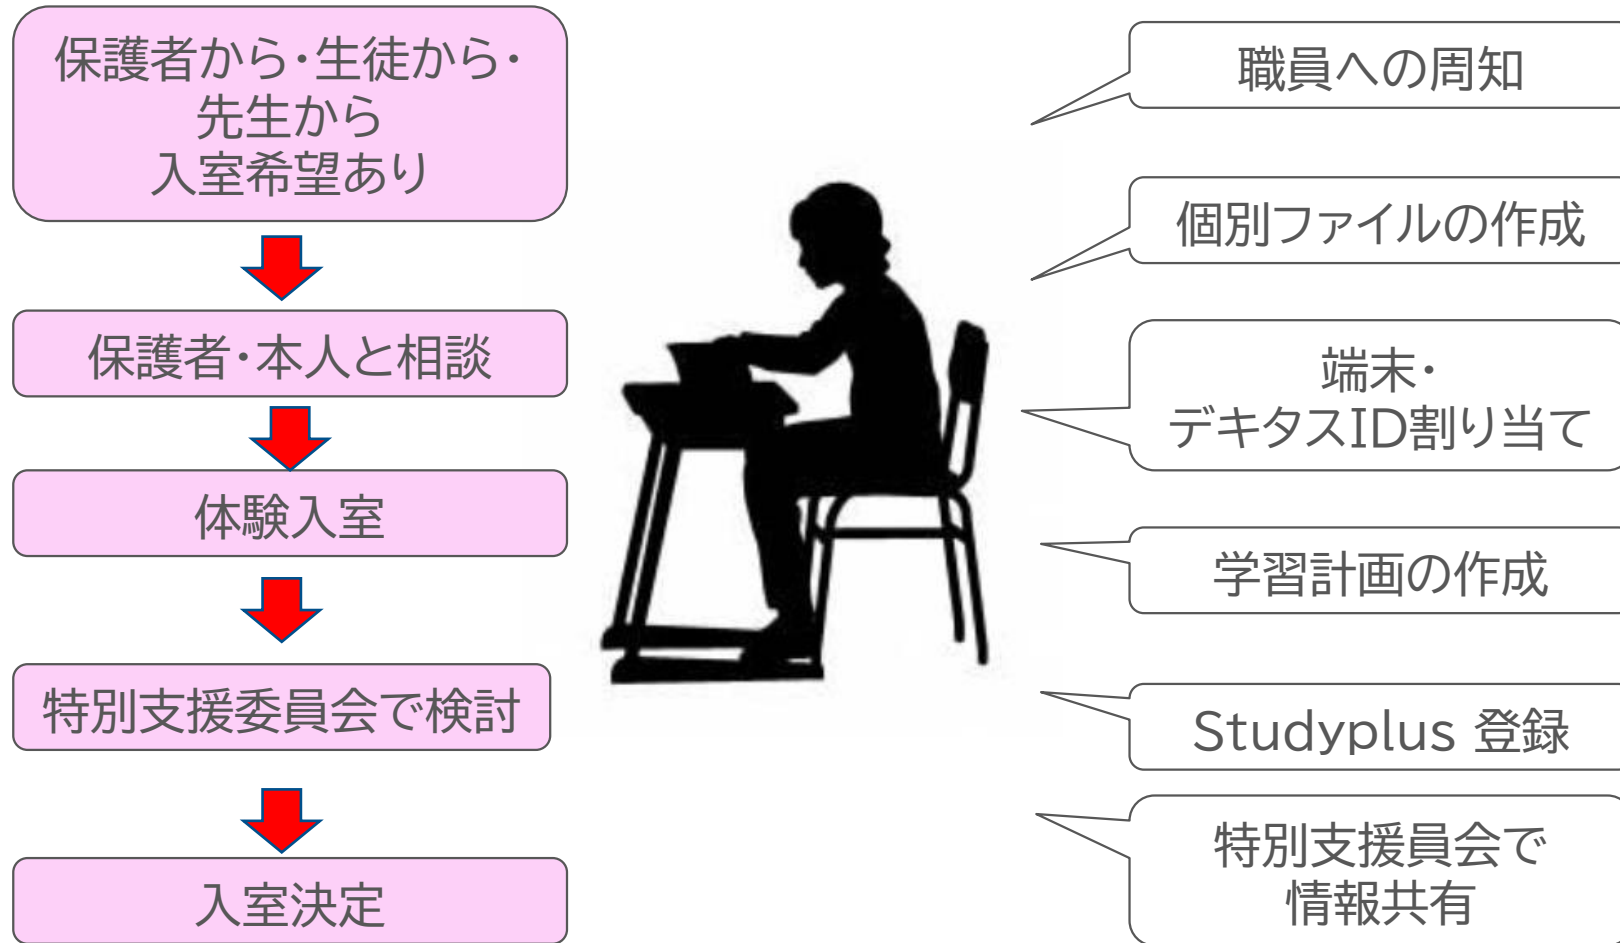 保護者から・生徒から・
先生から
入室希望あり
保護者・本人と相談
体験入室
特別支援委員会で検討
入室決定
職員への周知
個別ファイルの作成
端末・
デキタスID割り当て
学習計画の作成
Studyplus 登録
特別支援員会で
情報共有